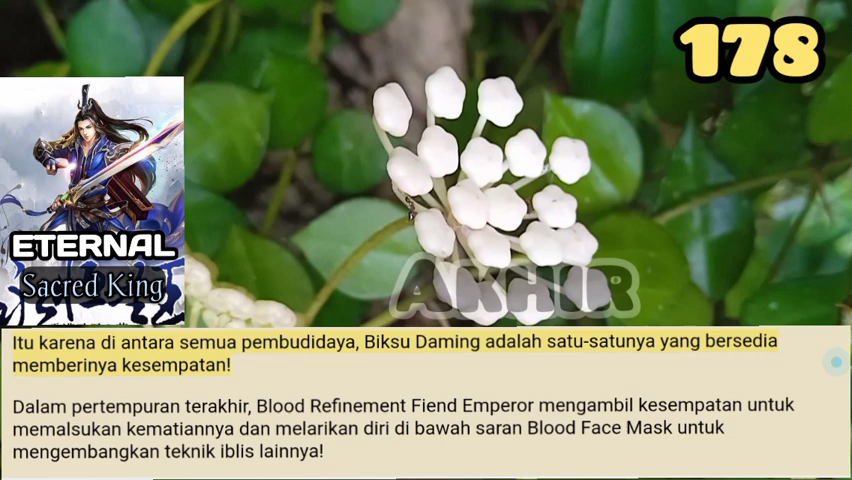 178
ETERNAL
Sacred King
AKHIR
Itu karena di antara semua pembudidaya, Biksu Daming adalah satu-satunya yang bersedia
memberinya kesempatan!
Dalam pertempuran terakhir, Blood Refinement Fiend Emperor mengambil kesempatan untuk
memalsukan kematiannya dan melarikan diri di bawah saran Blood Face Mask untuk
mengembangkan teknik iblis lainnya!